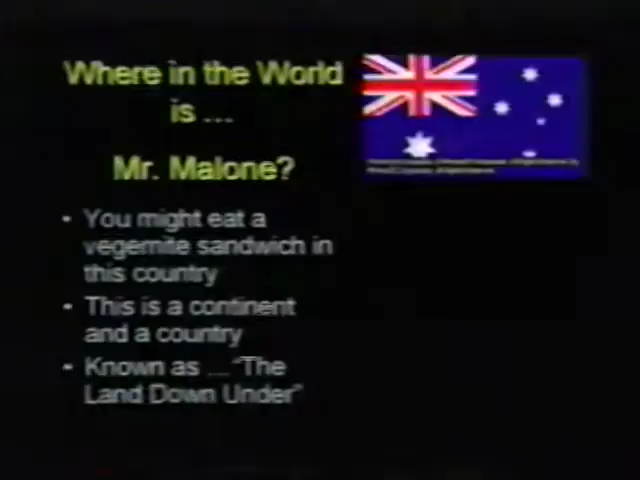 Where in the World
is ...
Mr. Malone?
• You might eat a
vegemite sandwich in
this country
• This is a continent
and a country
• Known as ... "The
Land Down Under"